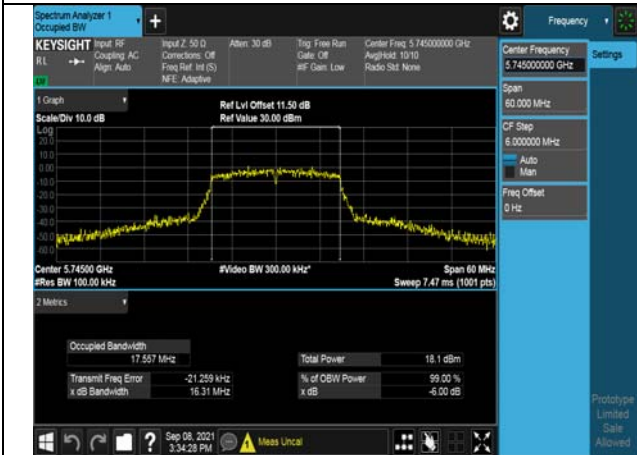 Spectrum Analyzer 1
Occupied BW
Frequency
KEYSIGHT
Input: RF
Coupling: AC
Align: Auto
Input Z: 50 Ω
Corrections: Off
Freq Ref: Int (S)
NFE: Adaptive
Atten: 30 dB
Trig: Free Run
Gate: Off
#IF Gain: Low
Center Freq: 5.745000000 GHz
Avg|Hold: 10/10
Radio Std: None
RL
Center Frequency
5.745000000 GHz
Settings
Span
60.000 MHz
CF Step
6.000000 MHz
Auto
Man
Freq Offset
0 Hz
1 Graph
Scale/Div 10.0 dB
Ref Lvl Offset 11.50 dB
Ref Value 30.00 dBm
Log
20.0
10.0
0.00
-10.0
-20.0
-30.0
-40.0
-50.0
-60.0
Center 5.74500 GHz
#Res BW 100.00 kHz
#Video BW 300.00 kHz*
Span 60 MHz
Sweep 7.47 ms (1001 pts)
2 Metrics
Occupied Bandwidth
17.557 MHz
Total Power 18.1 dBm
Transmit Freq Error -21.259 kHz
% of OBW Power 99.00 %
x dB Bandwidth 16.31 MHz
x dB -6.00 dB
Prototype
Limited
Sale
Allowed
Sep 08, 2021
3:34:28 PM
Meas Uncal